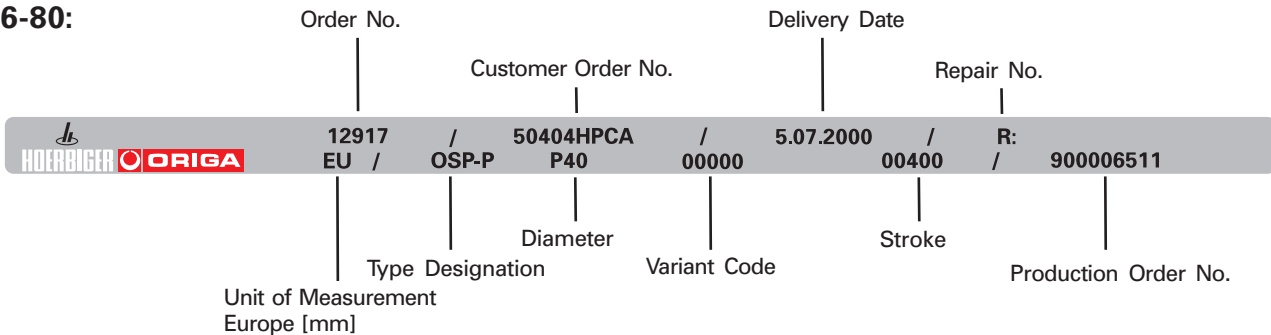 6-80:
Order No.
Delivery Date
Customer Order No.
Repair No.
12917 / 50404HPCA / 5.07.2000 / R:
HOERBIGER ORIGA EU / OSP-P P40 00000 00400 / 900006511
Diameter
Stroke
Type Designation
Variant Code
Production Order No.
Unit of Measurement
Europe [mm]